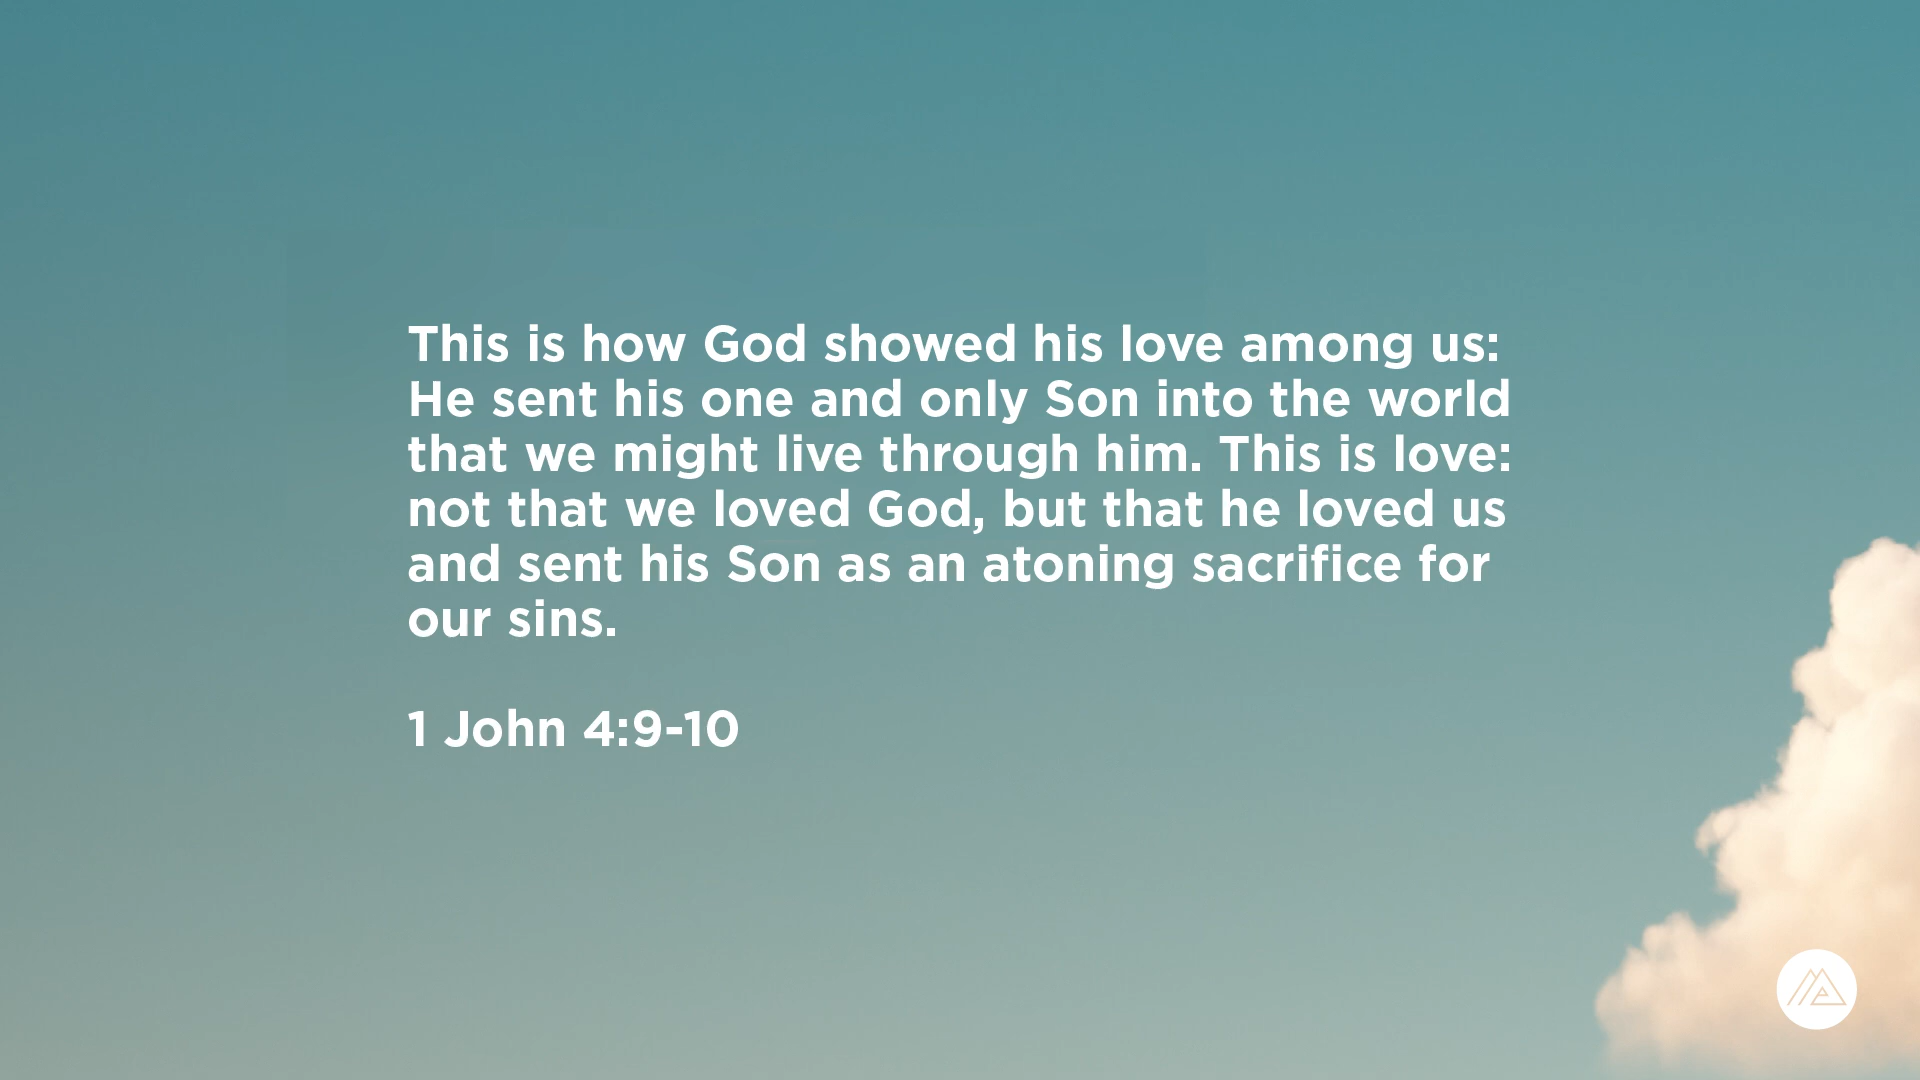 This is how God showed his love among us:
He sent his one and only Son into the world
that we might live through him. This is love:
not that we loved God, but that he loved us
and sent his Son as an atoning sacrifice for
our sins.
1 John 4:9-10